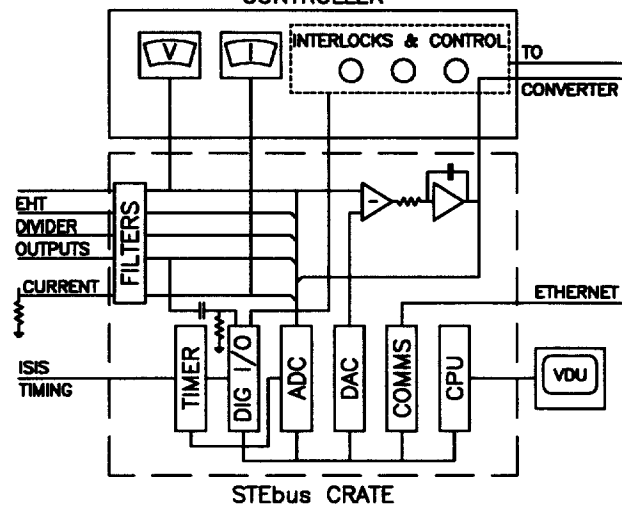 CONTROLLER
V
I
INTERLOCKS & CONTROL
TO
CONVERTER
EHT
DIVIDER
OUTPUTS
CURRENT
FILTERS
-
ETHERNET
ISIS
TIMING
TIMER
DIG I/O
ADC
DAC
COMMS
CPU
VDU
STEbus CRATE